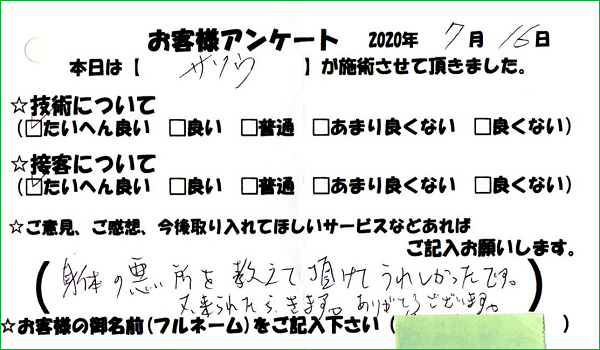 お客様アンケート 2020年 7月 16日
本日は【 サソウ 】が施術させて頂きました。
☆技術について
(☑たいへん良い □良い □普通 □あまり良くない □良くない)
☆接客について
(☑たいへん良い □良い □普通 □あまり良くない □良くない)
☆ご意見、ご感想、今後取り入れてほしいサービスなどあれば
ご記入お願いします。
(身体の悪い所を教えて頂けてうれしかったです。
又来られたらきます。ありがとうございます。)
☆お客様の御名前(フルネーム)をご記入下さい( )